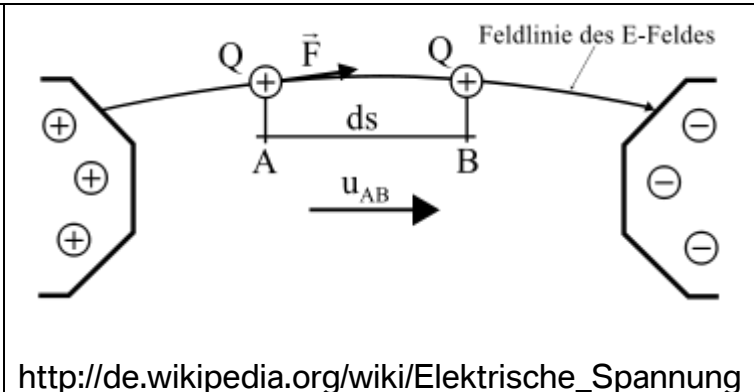 Feldlinie des E-Feldes
Q F⃗ Q
+ +
ds
A B
u_AB
+ + +
− − −
http://de.wikipedia.org/wiki/Elektrische_Spannung